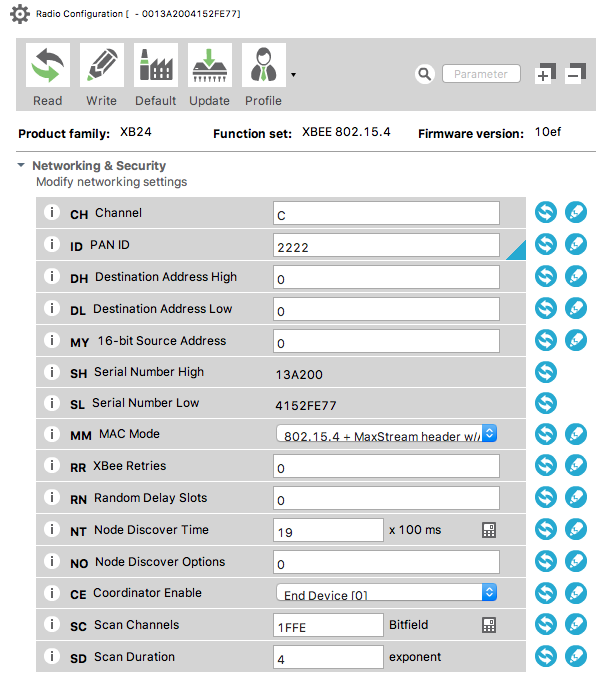 Radio Configuration [  - 0013A2004152FE77]
Read Write Default Update Profile Parameter
Product family: XB24 Function set: XBEE 802.15.4 Firmware version: 10ef
Networking & Security
Modify networking settings
i CH Channel C
i ID PAN ID 2222
i DH Destination Address High 0
i DL Destination Address Low 0
i MY 16-bit Source Address 0
i SH Serial Number High 13A200
i SL Serial Number Low 4152FE77
i MM MAC Mode 802.15.4 + MaxStream header w/
i RR XBee Retries 0
i RN Random Delay Slots 0
i NT Node Discover Time 19 x 100 ms
i NO Node Discover Options 0
i CE Coordinator Enable End Device [0]
i SC Scan Channels 1FFE Bitfield
i SD Scan Duration 4 exponent